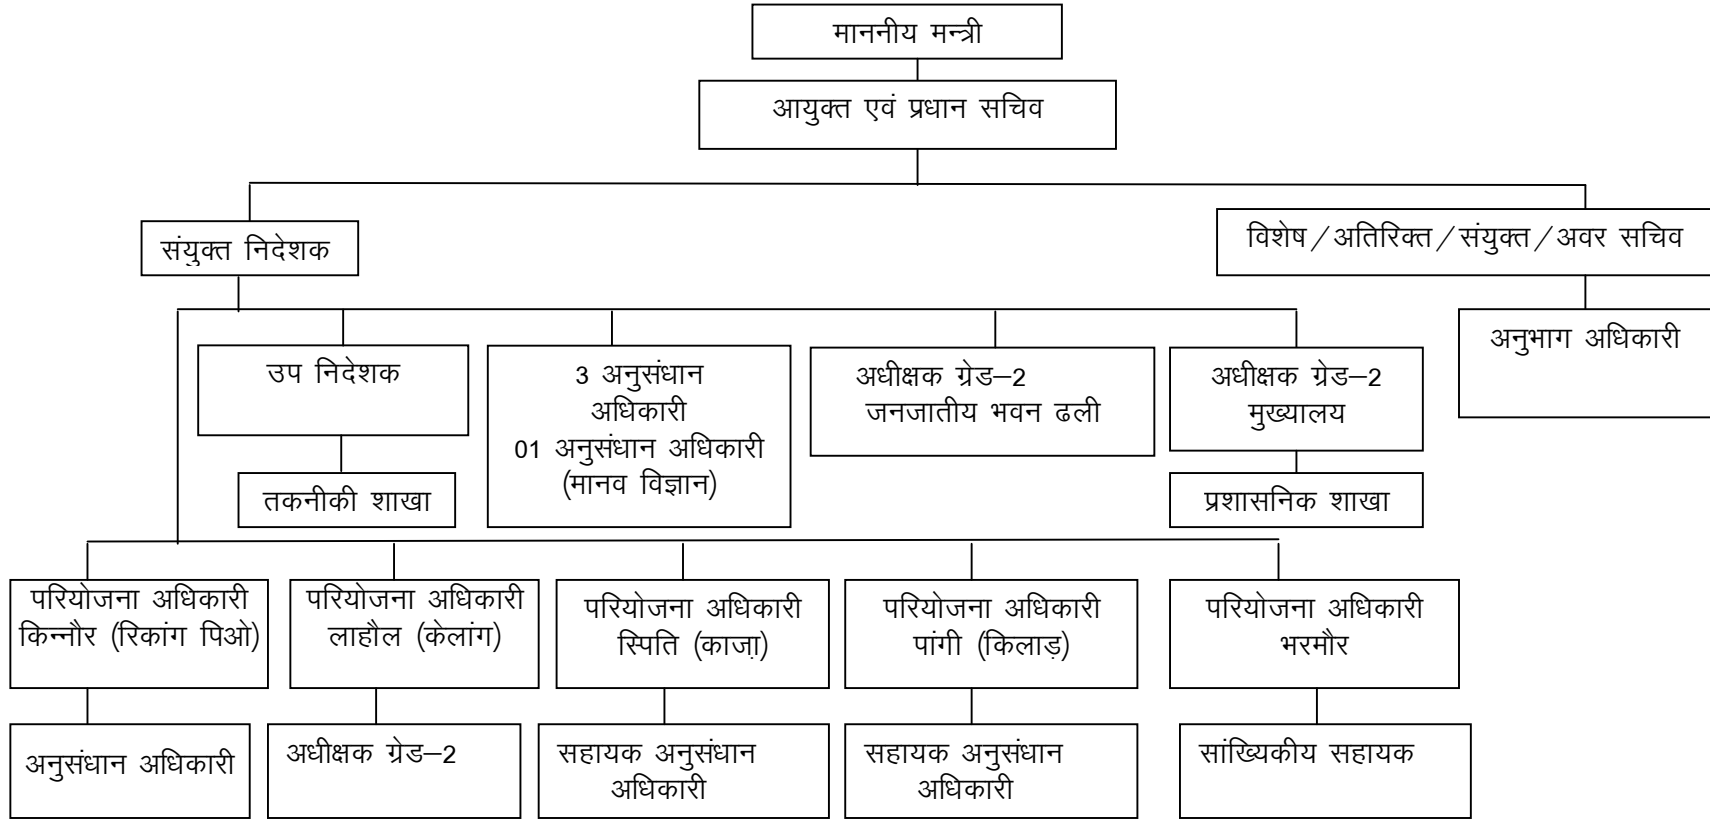 माननीय मन्त्री
आयुक्त एवं प्रधान सचिव
संयुक्त निदेशक
विशेष/अतिरिक्त/संयुक्त/अवर सचिव
अनुभाग अधिकारी
उप निदेशक
3 अनुसंधान
अधिकारी
01 अनुसंधान अधिकारी
(मानव विज्ञान)
अधीक्षक ग्रेड–2
जनजातीय भवन ढली
अधीक्षक ग्रेड–2
मुख्यालय
तकनीकी शाखा
प्रशासनिक शाखा
परियोजना अधिकारी
किन्नौर (रिकांग पिओ)
परियोजना अधिकारी
लाहौल (केलांग)
परियोजना अधिकारी
स्पिति (काज़ा)
परियोजना अधिकारी
पांगी (किलाड़)
परियोजना अधिकारी
भरमौर
अनुसंधान अधिकारी
अधीक्षक ग्रेड–2
सहायक अनुसंधान
अधिकारी
सहायक अनुसंधान
अधिकारी
सांख्यिकीय सहायक